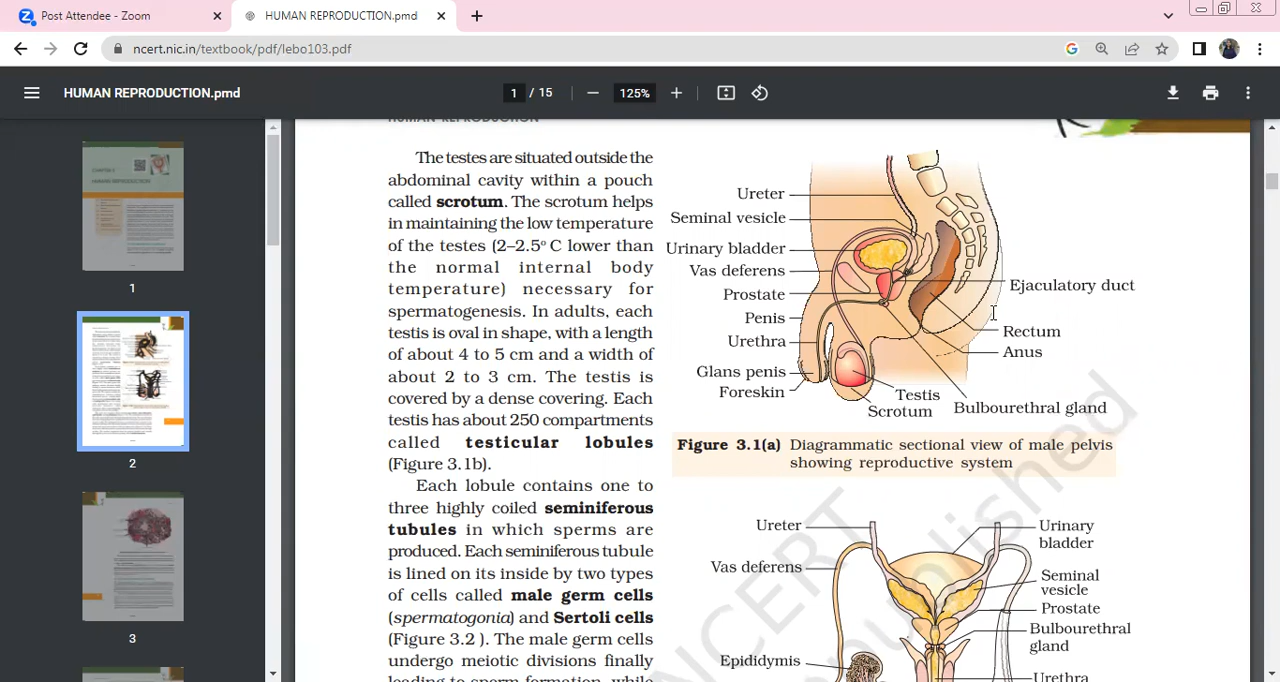 Post Attendee - Zoom
HUMAN REPRODUCTION.pmd
ncert.nic.in/textbook/pdf/lebo103.pdf
HUMAN REPRODUCTION.pmd
1 / 15
125%
1
2
3
HUMAN REPRODUCTION
The testes are situated outside the
abdominal cavity within a pouch
called scrotum. The scrotum helps
in maintaining the low temperature
of the testes (2–2.5º C lower than
the normal internal body
temperature) necessary for
spermatogenesis. In adults, each
testis is oval in shape, with a length
of about 4 to 5 cm and a width of
about 2 to 3 cm. The testis is
covered by a dense covering. Each
testis has about 250 compartments
called testicular lobules
(Figure 3.1b).
Each lobule contains one to
three highly coiled seminiferous
tubules in which sperms are
produced. Each seminiferous tubule
is lined on its inside by two types
of cells called male germ cells
(spermatogonia) and Sertoli cells
(Figure 3.2 ). The male germ cells
undergo meiotic divisions finally
leading to sperm formation, while
Ureter
Seminal vesicle
Urinary bladder
Vas deferens
Prostate
Penis
Urethra
Glans penis
Foreskin
Ejaculatory duct
Rectum
Anus
Testis
Scrotum
Bulbourethral gland
Figure 3.1(a) Diagrammatic sectional view of male pelvis
showing reproductive system
Ureter
Vas deferens
Epididymis
Urinary
bladder
Seminal
vesicle
Prostate
Bulbourethral
gland
Urethra
NCERT
published